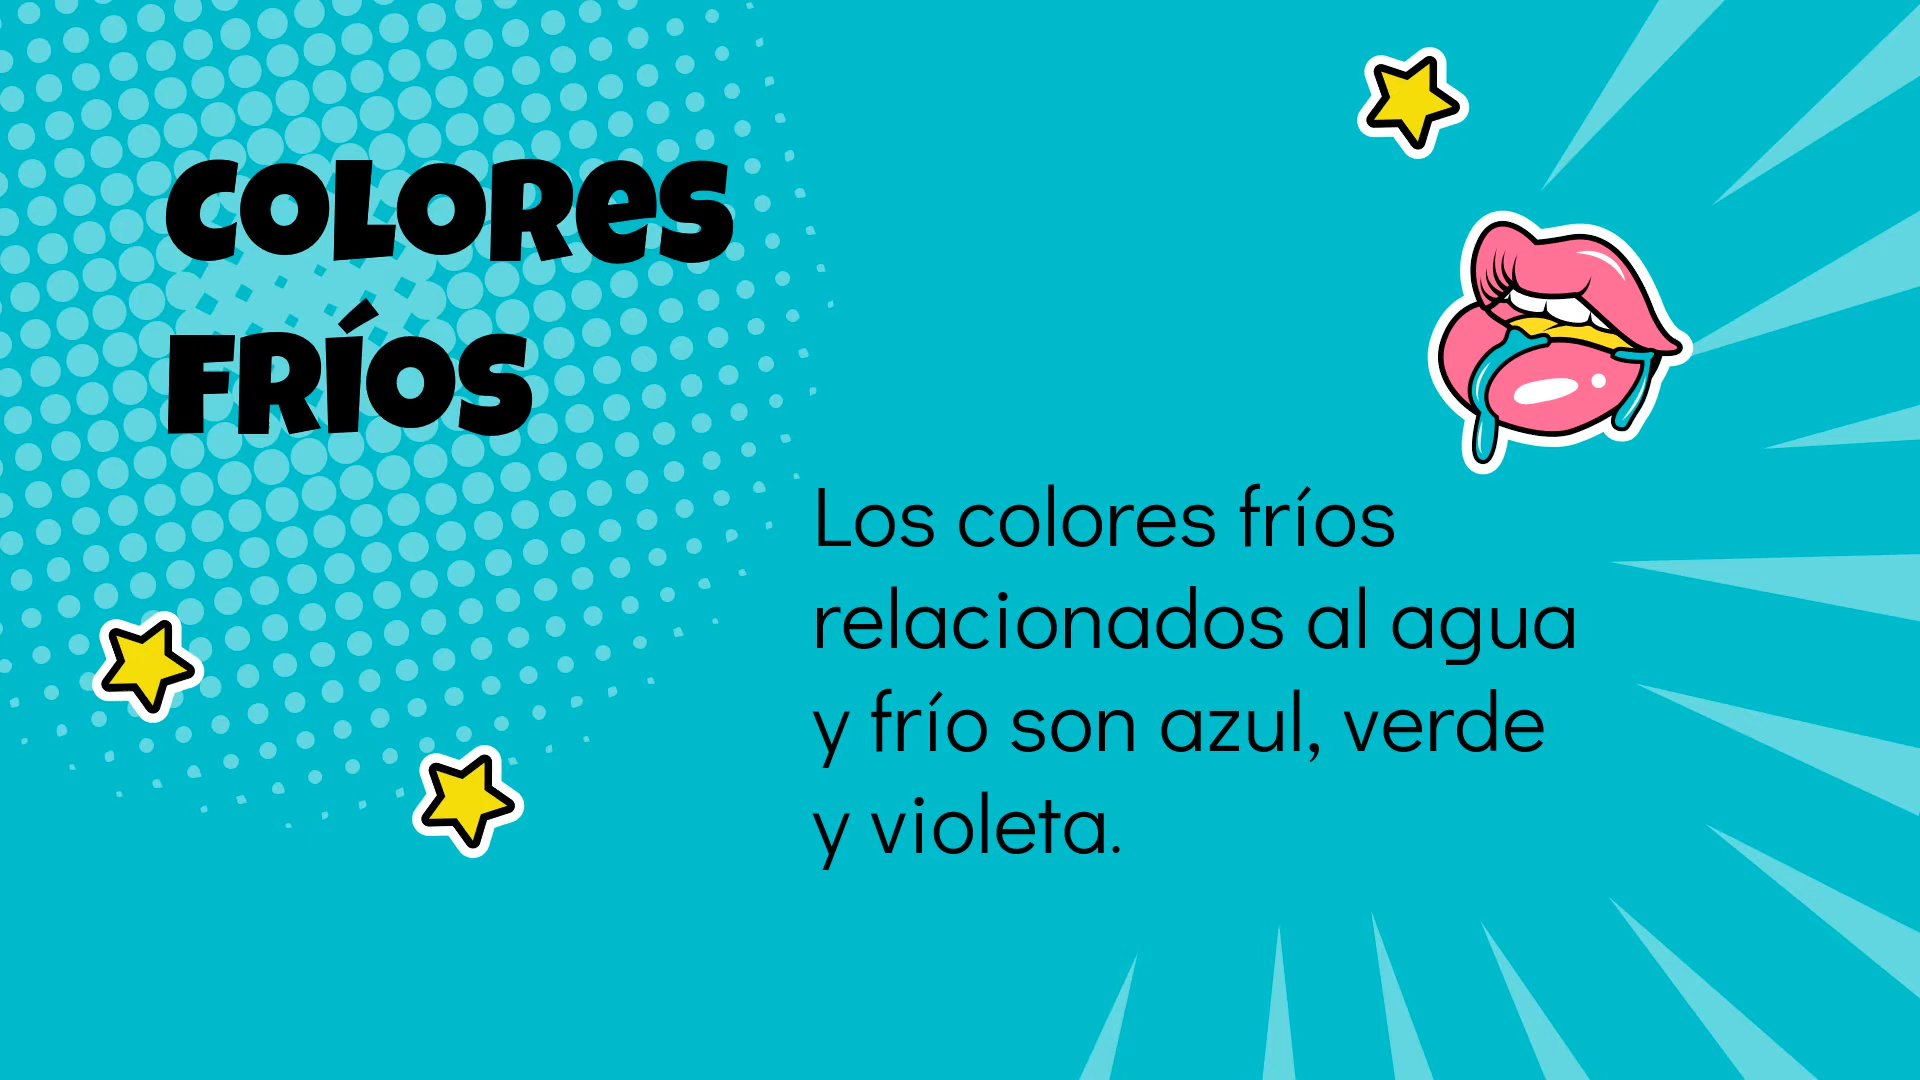 COLORES
FRÍOS
Los colores fríos
relacionados al agua
y frío son azul, verde
y violeta.